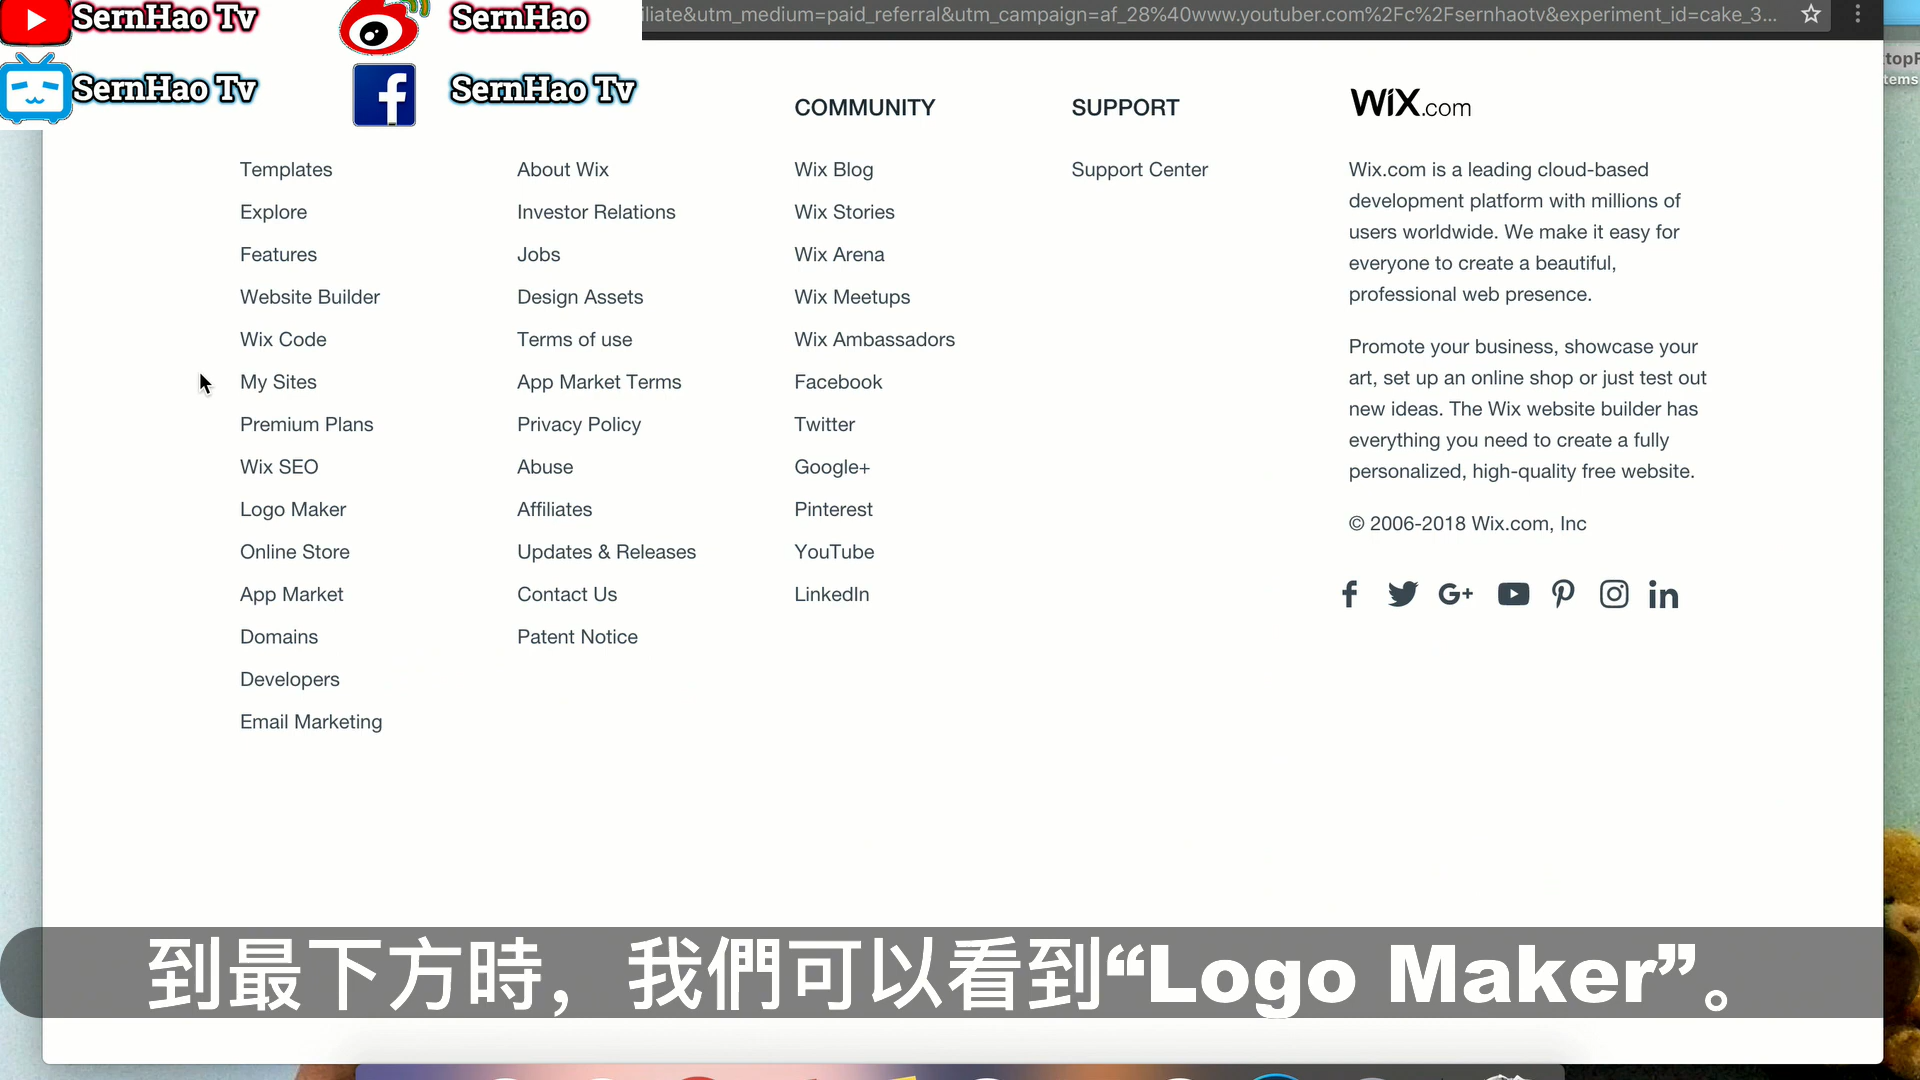 SernHao Tv
SernHao
SernHao Tv
SernHao Tv
iliate&utm_medium=paid_referral&utm_campaign=af_28%40www.youtuber.com%2Fc%2Fsernhaotv&experiment_id=cake_3...
topF
tems
COMMUNITY
SUPPORT
WiX.com
Templates
Explore
Features
Website Builder
Wix Code
My Sites
Premium Plans
Wix SEO
Logo Maker
Online Store
App Market
Domains
Developers
Email Marketing
About Wix
Investor Relations
Jobs
Design Assets
Terms of use
App Market Terms
Privacy Policy
Abuse
Affiliates
Updates & Releases
Contact Us
Patent Notice
Wix Blog
Wix Stories
Wix Arena
Wix Meetups
Wix Ambassadors
Facebook
Twitter
Google+
Pinterest
YouTube
LinkedIn
Support Center
Wix.com is a leading cloud-based
development platform with millions of
users worldwide. We make it easy for
everyone to create a beautiful,
professional web presence.
Promote your business, showcase your
art, set up an online shop or just test out
new ideas. The Wix website builder has
everything you need to create a fully
personalized, high-quality free website.
© 2006-2018 Wix.com, Inc
到最下方時，我們可以看到“Logo Maker”。